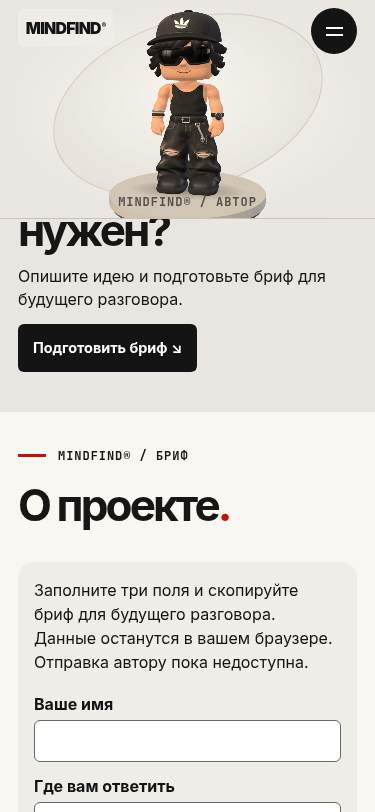 MINDFIND®
MINDFIND® / АВТОР
нужен?
Опишите идею и подготовьте бриф для
будущего разговора.
Подготовить бриф ↘
MINDFIND® / БРИФ
О проекте.
Заполните три поля и скопируйте
бриф для будущего разговора.
Данные останутся в вашем браузере.
Отправка автору пока недоступна.
Ваше имя
Где вам ответить